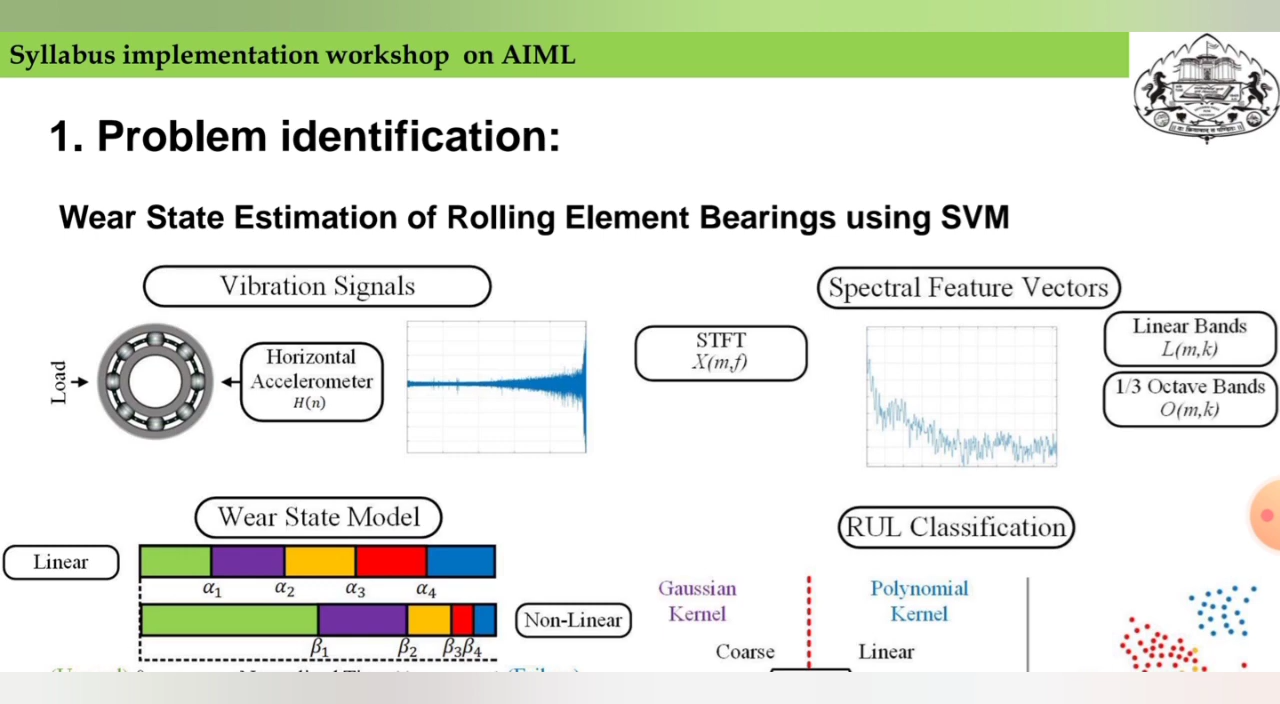 Syllabus implementation workshop on AIML
1. Problem identification:
Wear State Estimation of Rolling Element Bearings using SVM
Vibration Signals
Load
Horizontal
Accelerometer
H(n)
Spectral Feature Vectors
STFT
X(m,f)
Linear Bands
L(m,k)
1/3 Octave Bands
O(m,k)
Wear State Model
Linear
α₁ α₂ α₃ α₄
Non-Linear
β₁ β₂ β₃β₄
RUL Classification
Gaussian
Kernel
Polynomial
Kernel
Coarse
Linear